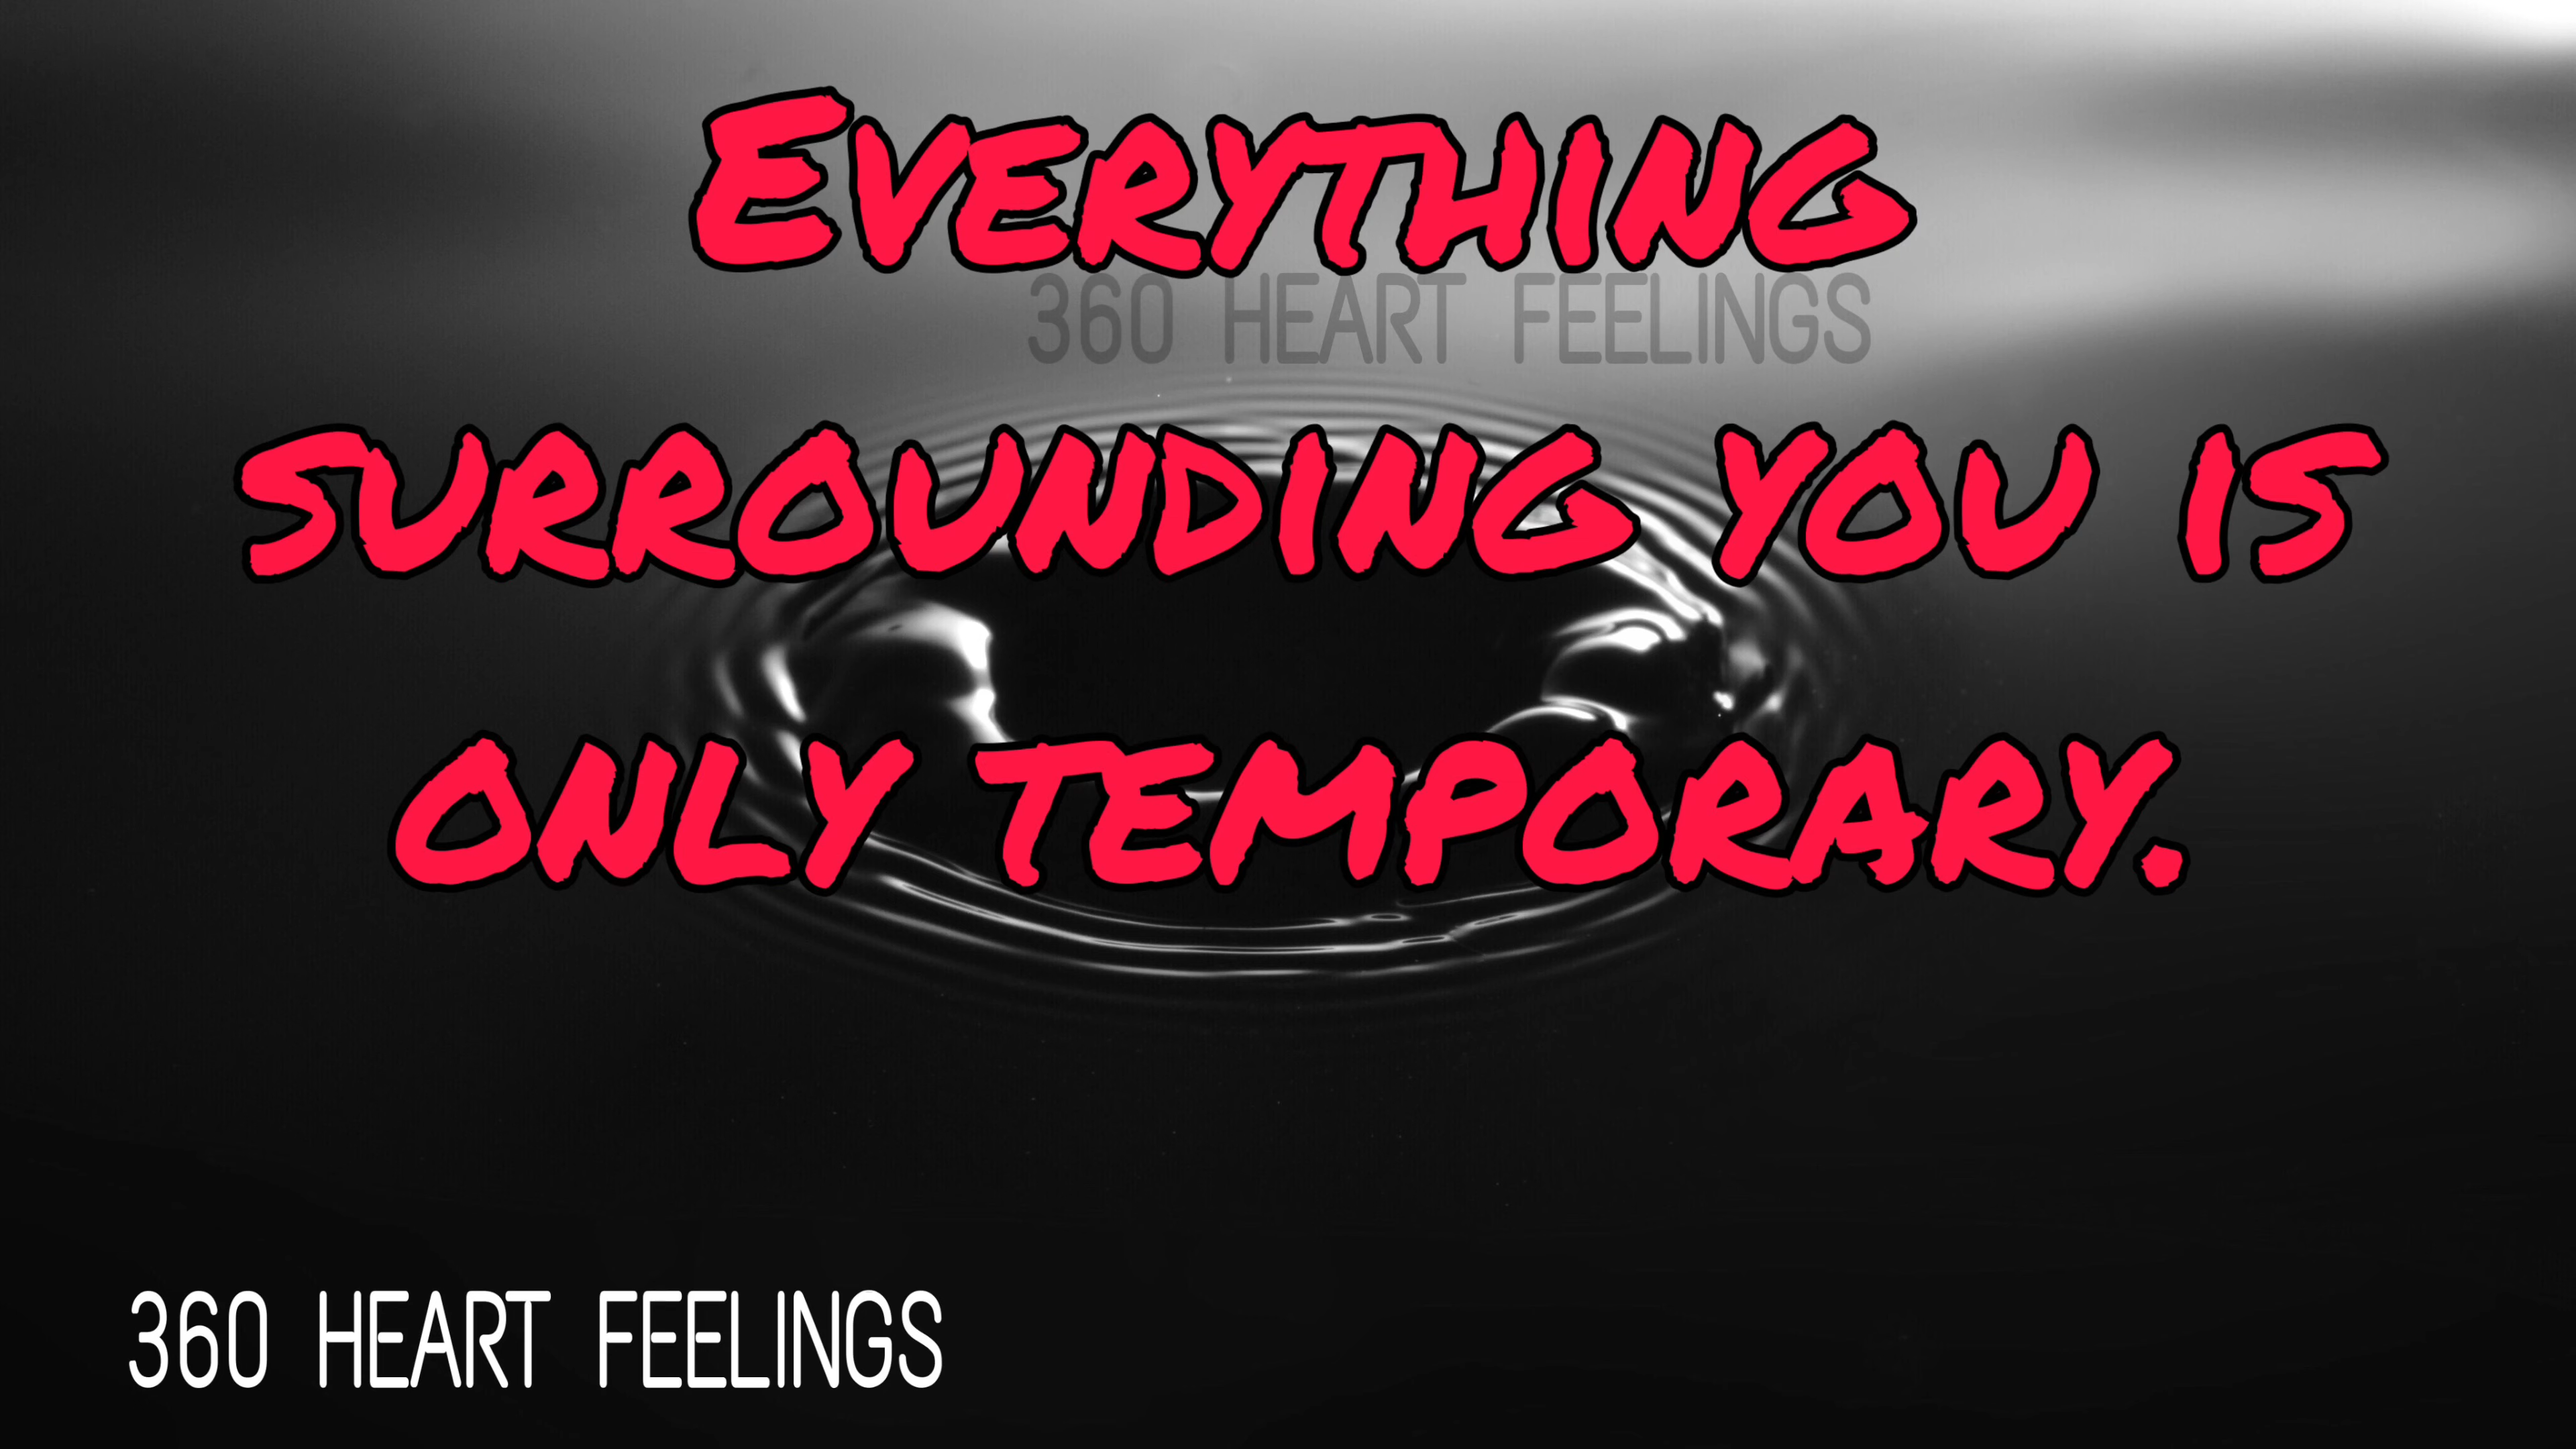 Everything
360 HEART FEELINGS
surrounding you is
only temporary.
360 HEART FEELINGS